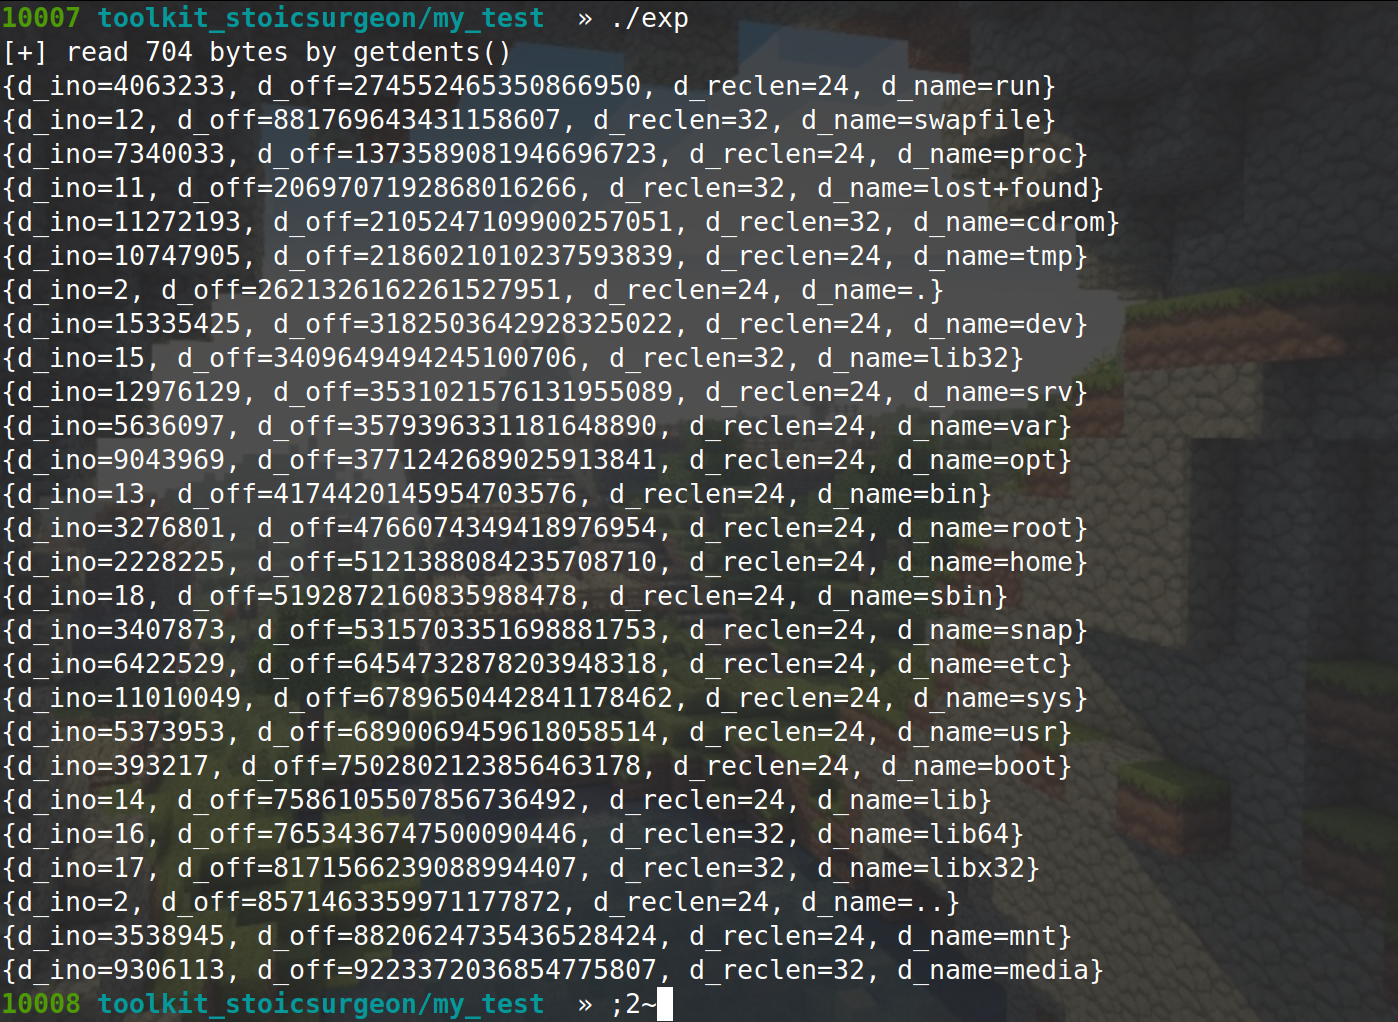 10007 toolkit_stoicsurgeon/my_test  » ./exp
[+] read 704 bytes by getdents()
{d_ino=4063233, d_off=274552465350866950, d_reclen=24, d_name=run}
{d_ino=12, d_off=881769643431158607, d_reclen=32, d_name=swapfile}
{d_ino=7340033, d_off=1373589081946696723, d_reclen=24, d_name=proc}
{d_ino=11, d_off=2069707192868016266, d_reclen=32, d_name=lost+found}
{d_ino=11272193, d_off=2105247109900257051, d_reclen=32, d_name=cdrom}
{d_ino=10747905, d_off=2186021010237593839, d_reclen=24, d_name=tmp}
{d_ino=2, d_off=2621326162261527951, d_reclen=24, d_name=.}
{d_ino=15335425, d_off=3182503642928325022, d_reclen=24, d_name=dev}
{d_ino=15, d_off=3409649494245100706, d_reclen=32, d_name=lib32}
{d_ino=12976129, d_off=3531021576131955089, d_reclen=24, d_name=srv}
{d_ino=5636097, d_off=3579396331181648890, d_reclen=24, d_name=var}
{d_ino=9043969, d_off=3771242689025913841, d_reclen=24, d_name=opt}
{d_ino=13, d_off=4174420145954703576, d_reclen=24, d_name=bin}
{d_ino=3276801, d_off=4766074349418976954, d_reclen=24, d_name=root}
{d_ino=2228225, d_off=5121388084235708710, d_reclen=24, d_name=home}
{d_ino=18, d_off=5192872160835988478, d_reclen=24, d_name=sbin}
{d_ino=3407873, d_off=5315703351698881753, d_reclen=24, d_name=snap}
{d_ino=6422529, d_off=6454732878203948318, d_reclen=24, d_name=etc}
{d_ino=11010049, d_off=6789650442841178462, d_reclen=24, d_name=sys}
{d_ino=5373953, d_off=6890069459618058514, d_reclen=24, d_name=usr}
{d_ino=393217, d_off=7502802123856463178, d_reclen=24, d_name=boot}
{d_ino=14, d_off=7586105507856736492, d_reclen=24, d_name=lib}
{d_ino=16, d_off=7653436747500090446, d_reclen=32, d_name=lib64}
{d_ino=17, d_off=8171566239088994407, d_reclen=32, d_name=libx32}
{d_ino=2, d_off=8571463359971177872, d_reclen=24, d_name=..}
{d_ino=3538945, d_off=8820624735436528424, d_reclen=24, d_name=mnt}
{d_ino=9306113, d_off=9223372036854775807, d_reclen=32, d_name=media}
10008 toolkit_stoicsurgeon/my_test  » ;2~